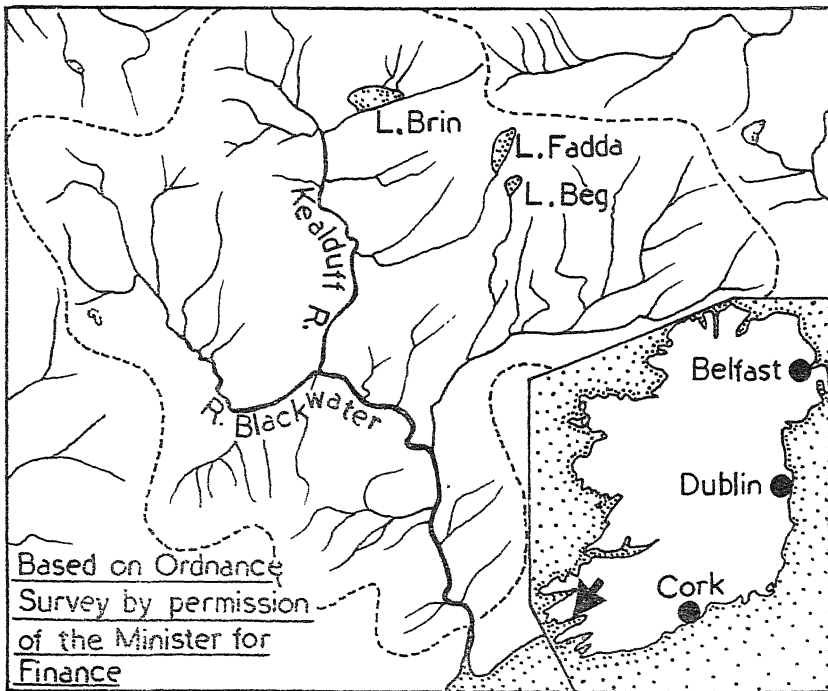 L. Brin
L. Fadda
L. Beg
Kealduff R.
R. Blackwater
Belfast
Dublin
Cork
Based on Ordnance
Survey by permission
of the Minister for
Finance